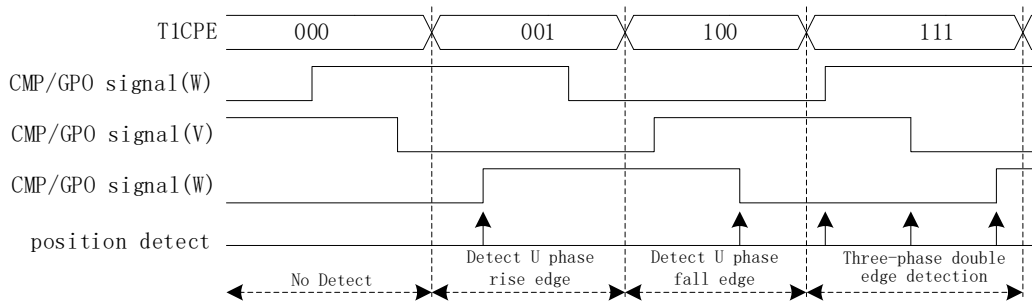 T1CPE 000 001 100 111
CMP/GPO signal(W)
CMP/GPO signal(V)
CMP/GPO signal(W)
position detect
No Detect
Detect U phase
rise edge
Detect U phase
fall edge
Three-phase double
edge detection